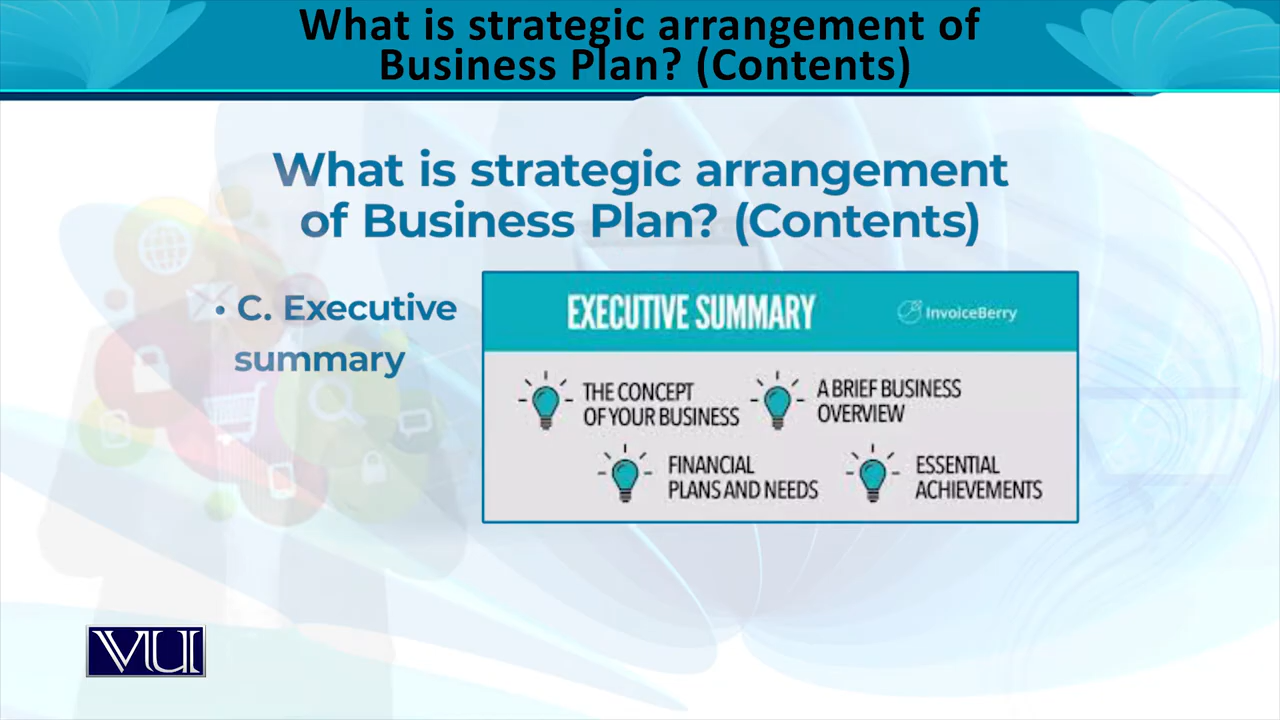 What is strategic arrangement of
Business Plan? (Contents)
What is strategic arrangement
of Business Plan? (Contents)
• C. Executive
summary
EXECUTIVE SUMMARY
InvoiceBerry
THE CONCEPT
OF YOUR BUSINESS
A BRIEF BUSINESS
OVERVIEW
FINANCIAL
PLANS AND NEEDS
ESSENTIAL
ACHIEVEMENTS
VU